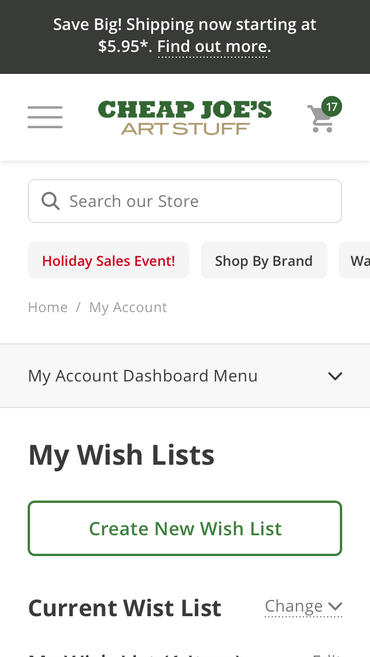 Save Big! Shipping now starting at
$5.95*. Find out more.
CHEAP JOE'S
ART STUFF
17
Search our Store
Holiday Sales Event!
Shop By Brand
Wa
Home / My Account
My Account Dashboard Menu
My Wish Lists
Create New Wish List
Current Wist List
Change